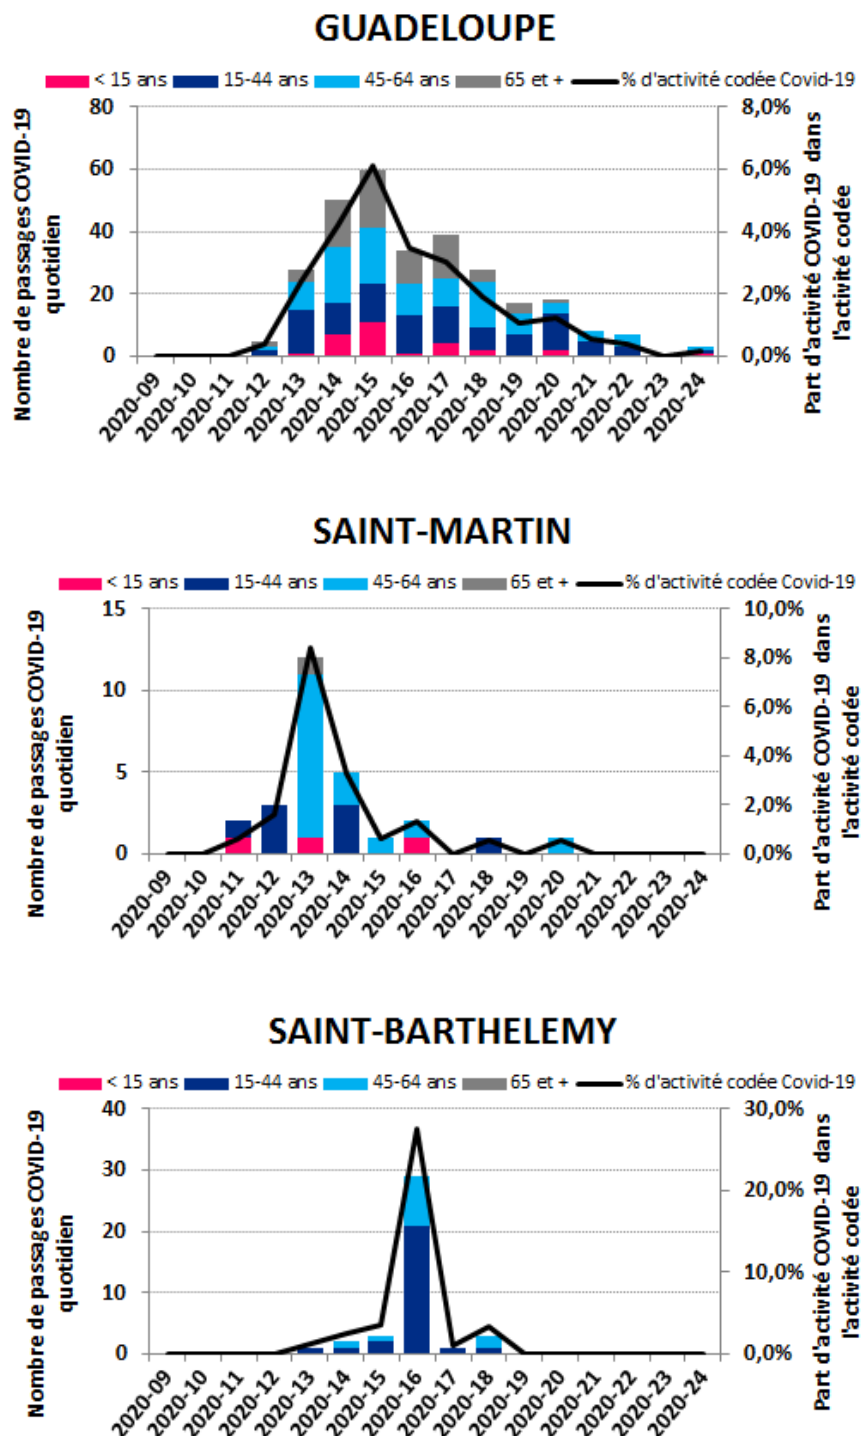 GUADELOUPE
< 15 ans 15-44 ans 45-64 ans 65 et + % d'activité codée Covid-19
Nombre de passages COVID-19
quotidien
80
60
40
20
0
8,0%
6,0%
4,0%
2,0%
0,0%
Part d'activité COVID-19 dans
l'activité codée
2020-09 2020-10 2020-11 2020-12 2020-13 2020-14 2020-15 2020-16 2020-17 2020-18 2020-19 2020-20 2020-21 2020-22 2020-23 2020-24
SAINT-MARTIN
< 15 ans 15-44 ans 45-64 ans 65 et + % d'activité codée Covid-19
Nombre de passages COVID-19
quotidien
15
10
5
0
10,0%
8,0%
6,0%
4,0%
2,0%
0,0%
Part d'activité COVID-19 dans
l'activité codée
2020-09 2020-10 2020-11 2020-12 2020-13 2020-14 2020-15 2020-16 2020-17 2020-18 2020-19 2020-20 2020-21 2020-22 2020-23 2020-24
SAINT-BARTHELEMY
< 15 ans 15-44 ans 45-64 ans 65 et + % d'activité codée Covid-19
Nombre de passages COVID-19
quotidien
40
30
20
10
0
30,0%
20,0%
10,0%
0,0%
Part d'activité COVID-19 dans
l'activité codée
2020-09 2020-10 2020-11 2020-12 2020-13 2020-14 2020-15 2020-16 2020-17 2020-18 2020-19 2020-20 2020-21 2020-22 2020-23 2020-24